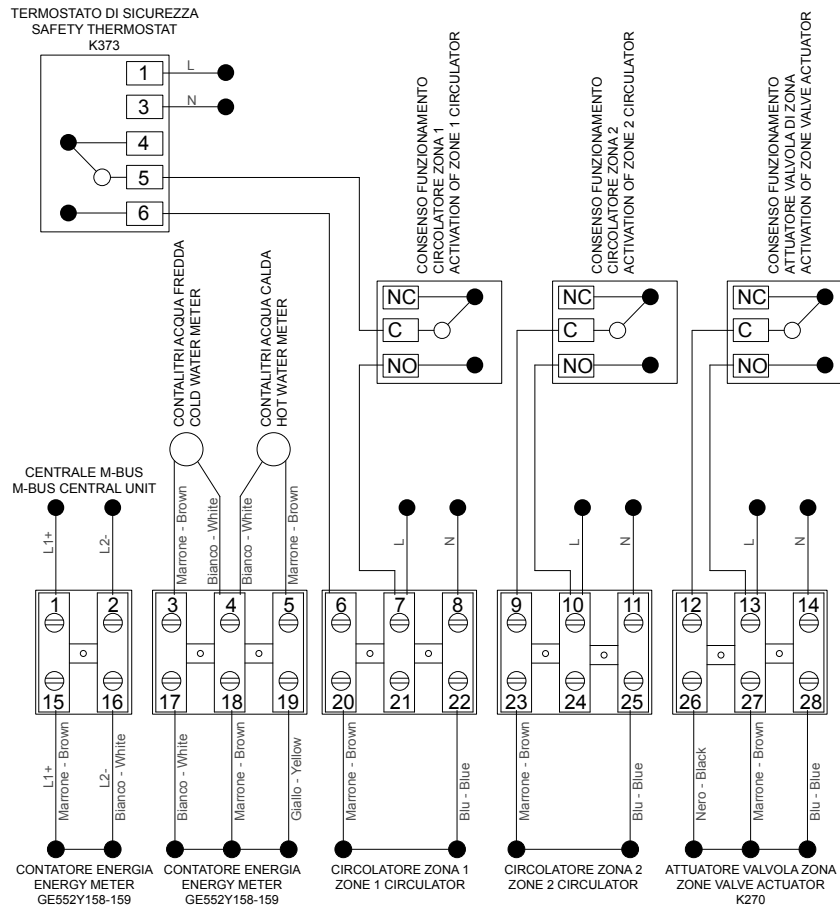 TERMOSTATO DI SICUREZZA
SAFETY THERMOSTAT
K373
1
L
3
N
4
5
6
CONSENSO FUNZIONAMENTO
CIRCOLATORE ZONA 1
ACTIVATION OF ZONE 1 CIRCULATOR
CONSENSO FUNZIONAMENTO
CIRCOLATORE ZONA 2
ACTIVATION OF ZONE 2 CIRCULATOR
CONSENSO FUNZIONAMENTO
ATTUATORE VALVOLA DI ZONA
ACTIVATION OF ZONE VALVE ACTUATOR
NC
C
NO
NC
C
NO
NC
C
NO
CONTALITRI ACQUA FREDDA
COLD WATER METER
CONTALITRI ACQUA CALDA
HOT WATER METER
CENTRALE M-BUS
M-BUS CENTRAL UNIT
L1+
L2-
Marrone - Brown
Bianco - White
Bianco - White
Marrone - Brown
L
N
L
N
L
N
1
2
3
4
5
6
7
8
9
10
11
12
13
14
15
16
17
18
19
20
21
22
23
24
25
26
27
28
L1+
Marrone - Brown
L2-
Bianco - White
Bianco - White
Marrone - Brown
Giallo - Yellow
Marrone - Brown
Blu - Blue
Marrone - Brown
Blu - Blue
Nero - Black
Marrone - Brown
Blu - Blue
CONTATORE ENERGIA
ENERGY METER
GE552Y158-159
CONTATORE ENERGIA
ENERGY METER
GE552Y158-159
CIRCOLATORE ZONA 1
ZONE 1 CIRCULATOR
CIRCOLATORE ZONA 2
ZONE 2 CIRCULATOR
ATTUATORE VALVOLA ZONA
ZONE VALVE ACTUATOR
K270